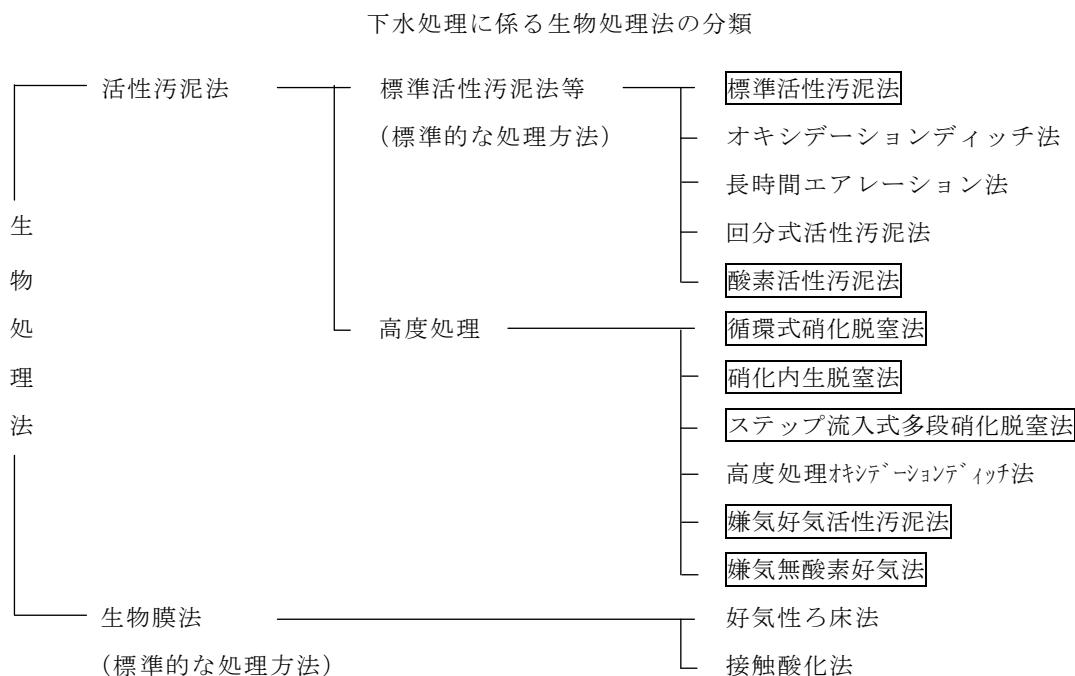 下水処理に係る生物処理法の分類
生物処理法
活性汚泥法
標準活性汚泥法等
(標準的な処理方法)
標準活性汚泥法
オキシデーションディッチ法
長時間エアレーション法
回分式活性汚泥法
酸素活性汚泥法
高度処理
循環式硝化脱窒法
硝化内生脱窒法
ステップ流入式多段硝化脱窒法
高度処理ｵｷｼﾃﾞｰｼｮﾝﾃﾞｨｯﾁ法
嫌気好気活性汚泥法
嫌気無酸素好気法
生物膜法
(標準的な処理方法)
好気性ろ床法
接触酸化法